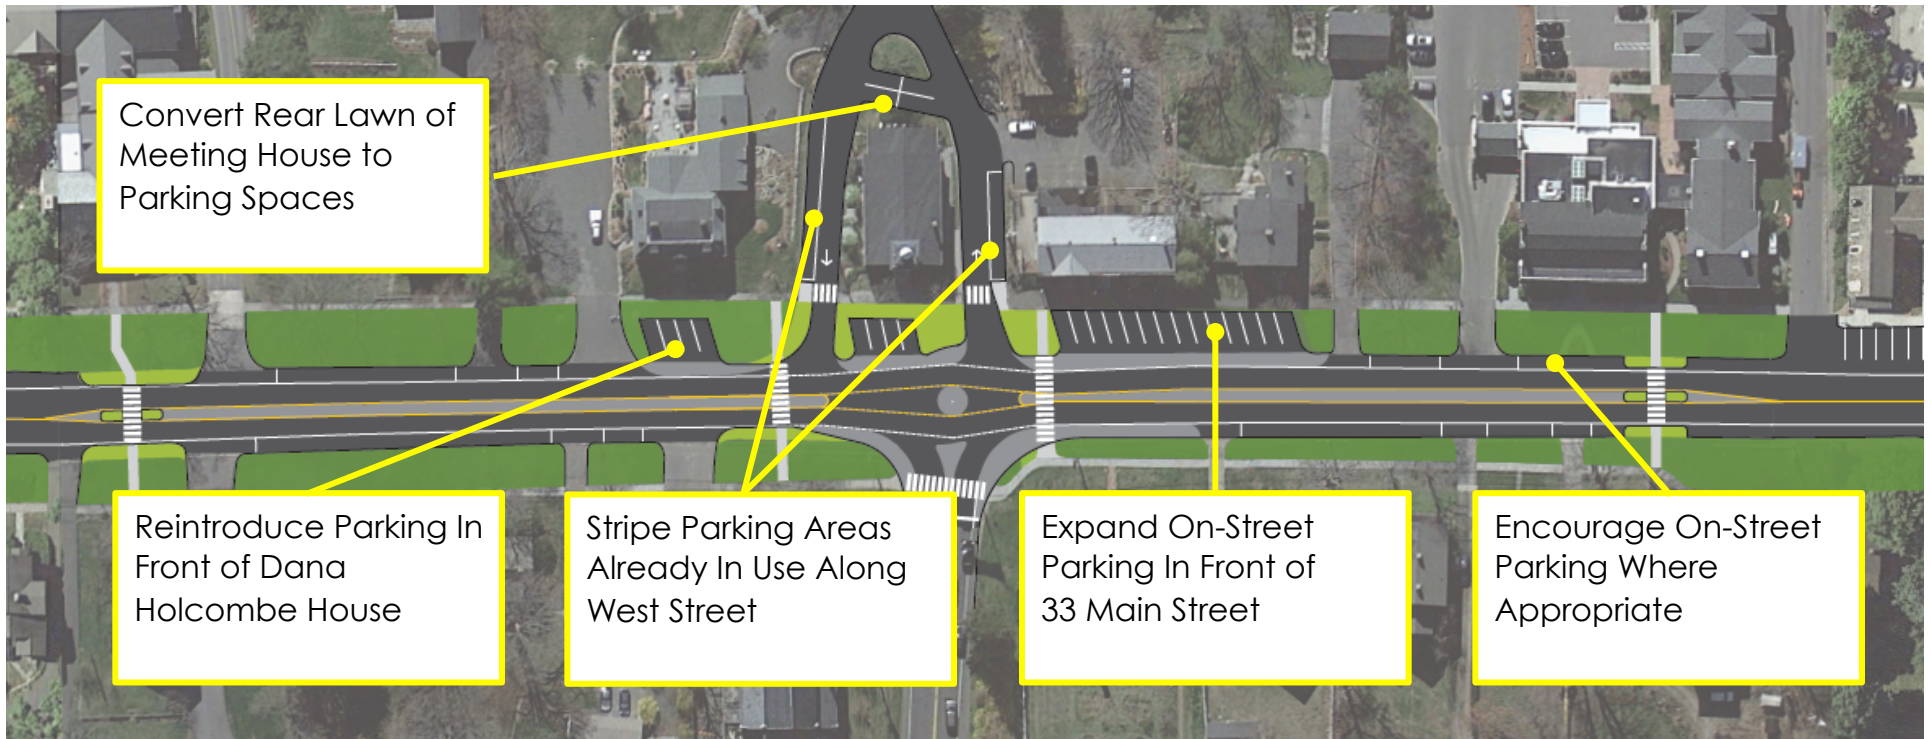 Convert Rear Lawn of
Meeting House to
Parking Spaces
Reintroduce Parking In
Front of Dana
Holcombe House
Stripe Parking Areas
Already In Use Along
West Street
Expand On-Street
Parking In Front of
33 Main Street
Encourage On-Street
Parking Where
Appropriate